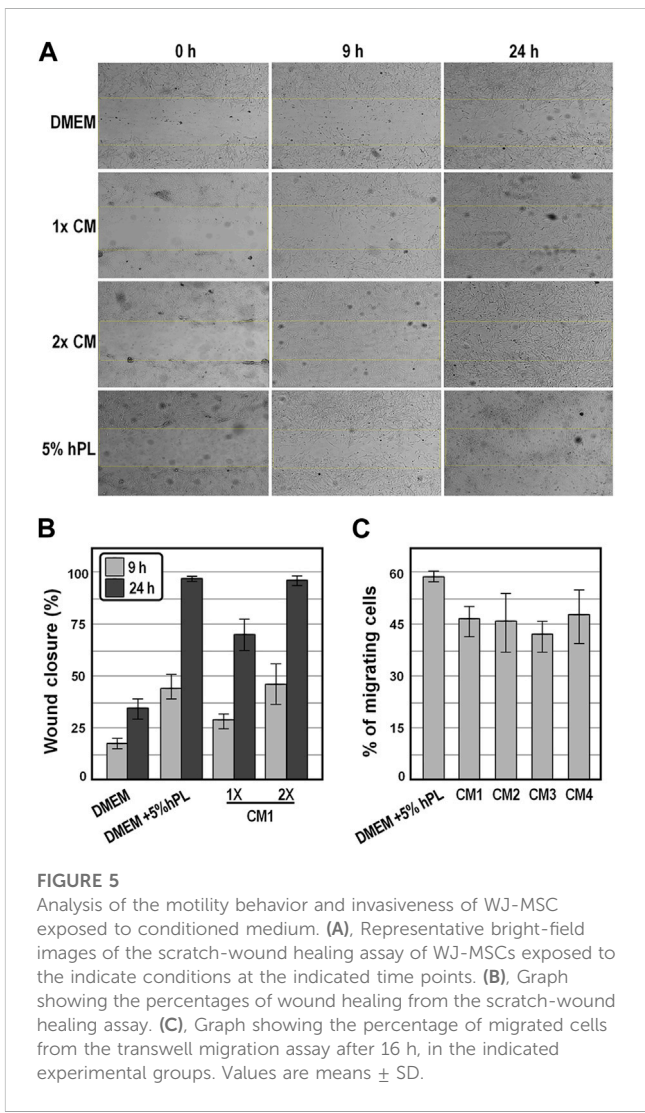 A
0 h 9 h 24 h
DMEM
1x CM
2x CM
5% hPL
B
Wound closure (%)
100
75
50
25
0
9 h
24 h
DMEM
DMEM +5%hPL
1X 2X
CM1
C
% of migrating cells
60
45
30
15
0
DMEM +5% hPL
CM1 CM2 CM3 CM4
FIGURE 5
Analysis of the motility behavior and invasiveness of WJ-MSC
exposed to conditioned medium. (A), Representative bright-field
images of the scratch-wound healing assay of WJ-MSCs exposed to
the indicate conditions at the indicated time points. (B), Graph
showing the percentages of wound healing from the scratch-wound
healing assay. (C), Graph showing the percentage of migrated cells
from the transwell migration assay after 16 h, in the indicated
experimental groups. Values are means ± SD.